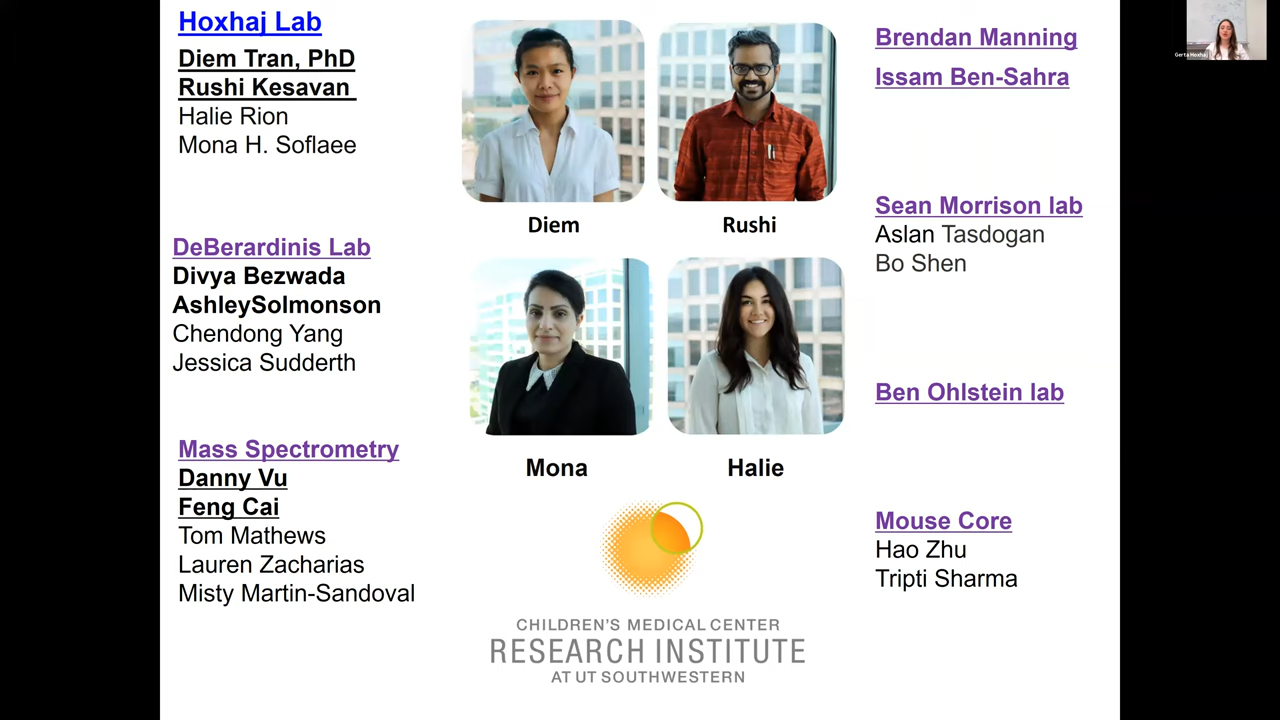 Hoxhaj Lab
Diem Tran, PhD
Rushi Kesavan
Halie Rion
Mona H. Soflaee
DeBerardinis Lab
Divya Bezwada
AshleySolmonson
Chendong Yang
Jessica Sudderth
Mass Spectrometry
Danny Vu
Feng Cai
Tom Mathews
Lauren Zacharias
Misty Martin-Sandoval
Diem
Rushi
Mona
Halie
CHILDREN'S MEDICAL CENTER
RESEARCH INSTITUTE
AT UT SOUTHWESTERN
Brendan Manning
Issam Ben-Sahra
Sean Morrison lab
Aslan Tasdogan
Bo Shen
Ben Ohlstein lab
Mouse Core
Hao Zhu
Tripti Sharma
Gerta Hoxhaj